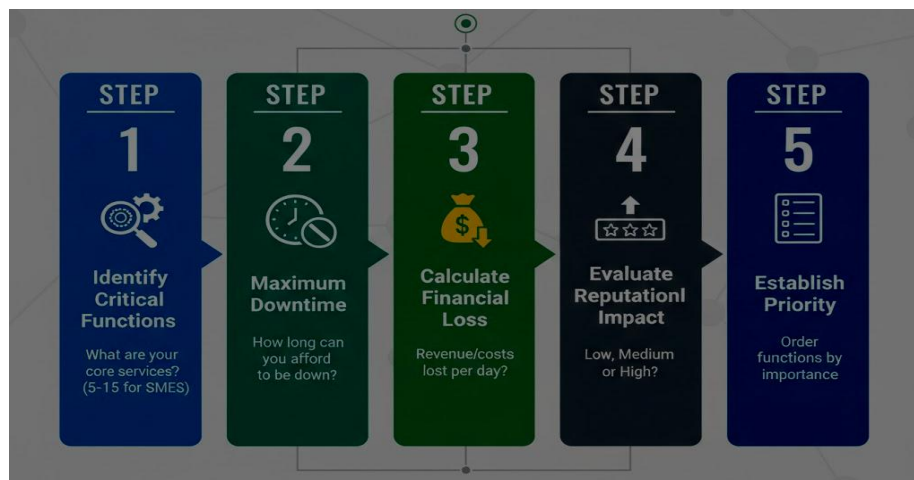 STEP
1
Identify
Critical
Functions
What are your
core services?
(5-15 for SMES)
STEP
2
Maximum
Downtime
How long can
you afford
to be down?
STEP
3
$
Calculate
Financial
Loss
Revenue/costs
lost per day?
STEP
4
Evaluate
Reputationl
Impact
Low, Medium
or High?
STEP
5
Establish
Priority
Order
functions by
importance